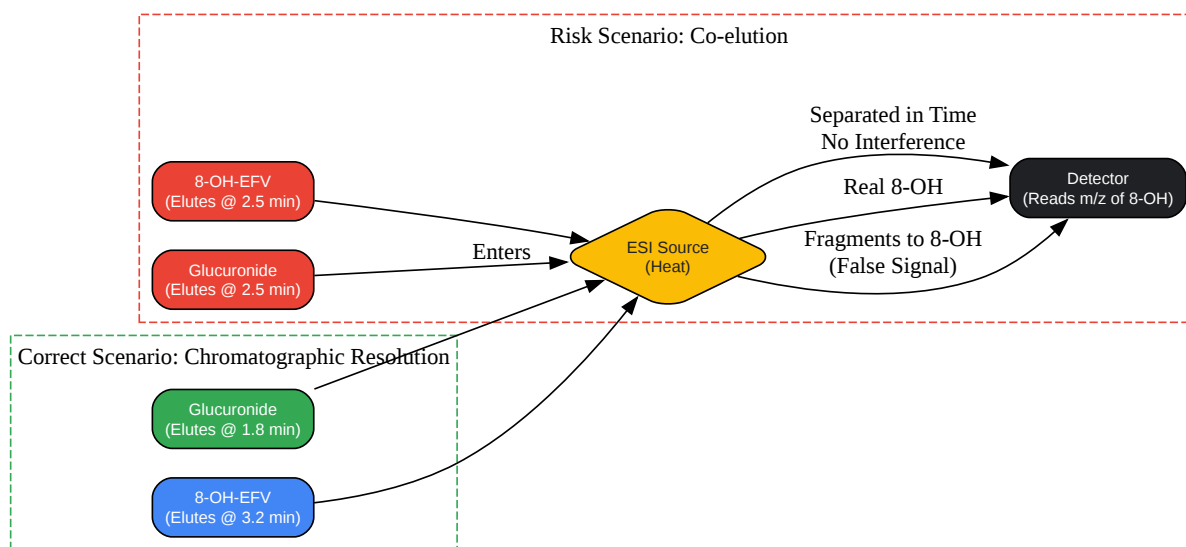 Risk Scenario: Co-elution
Separated in Time
No Interference
8-OH-EFV
(Elutes @ 2.5 min)
Real 8-OH
Detector
(Reads m/z of 8-OH)
Glucuronide
(Elutes @ 2.5 min)
Enters
ESI Source
(Heat)
Fragments to 8-OH
(False Signal)
Correct Scenario: Chromatographic Resolution
Glucuronide
(Elutes @ 1.8 min)
8-OH-EFV
(Elutes @ 3.2 min)